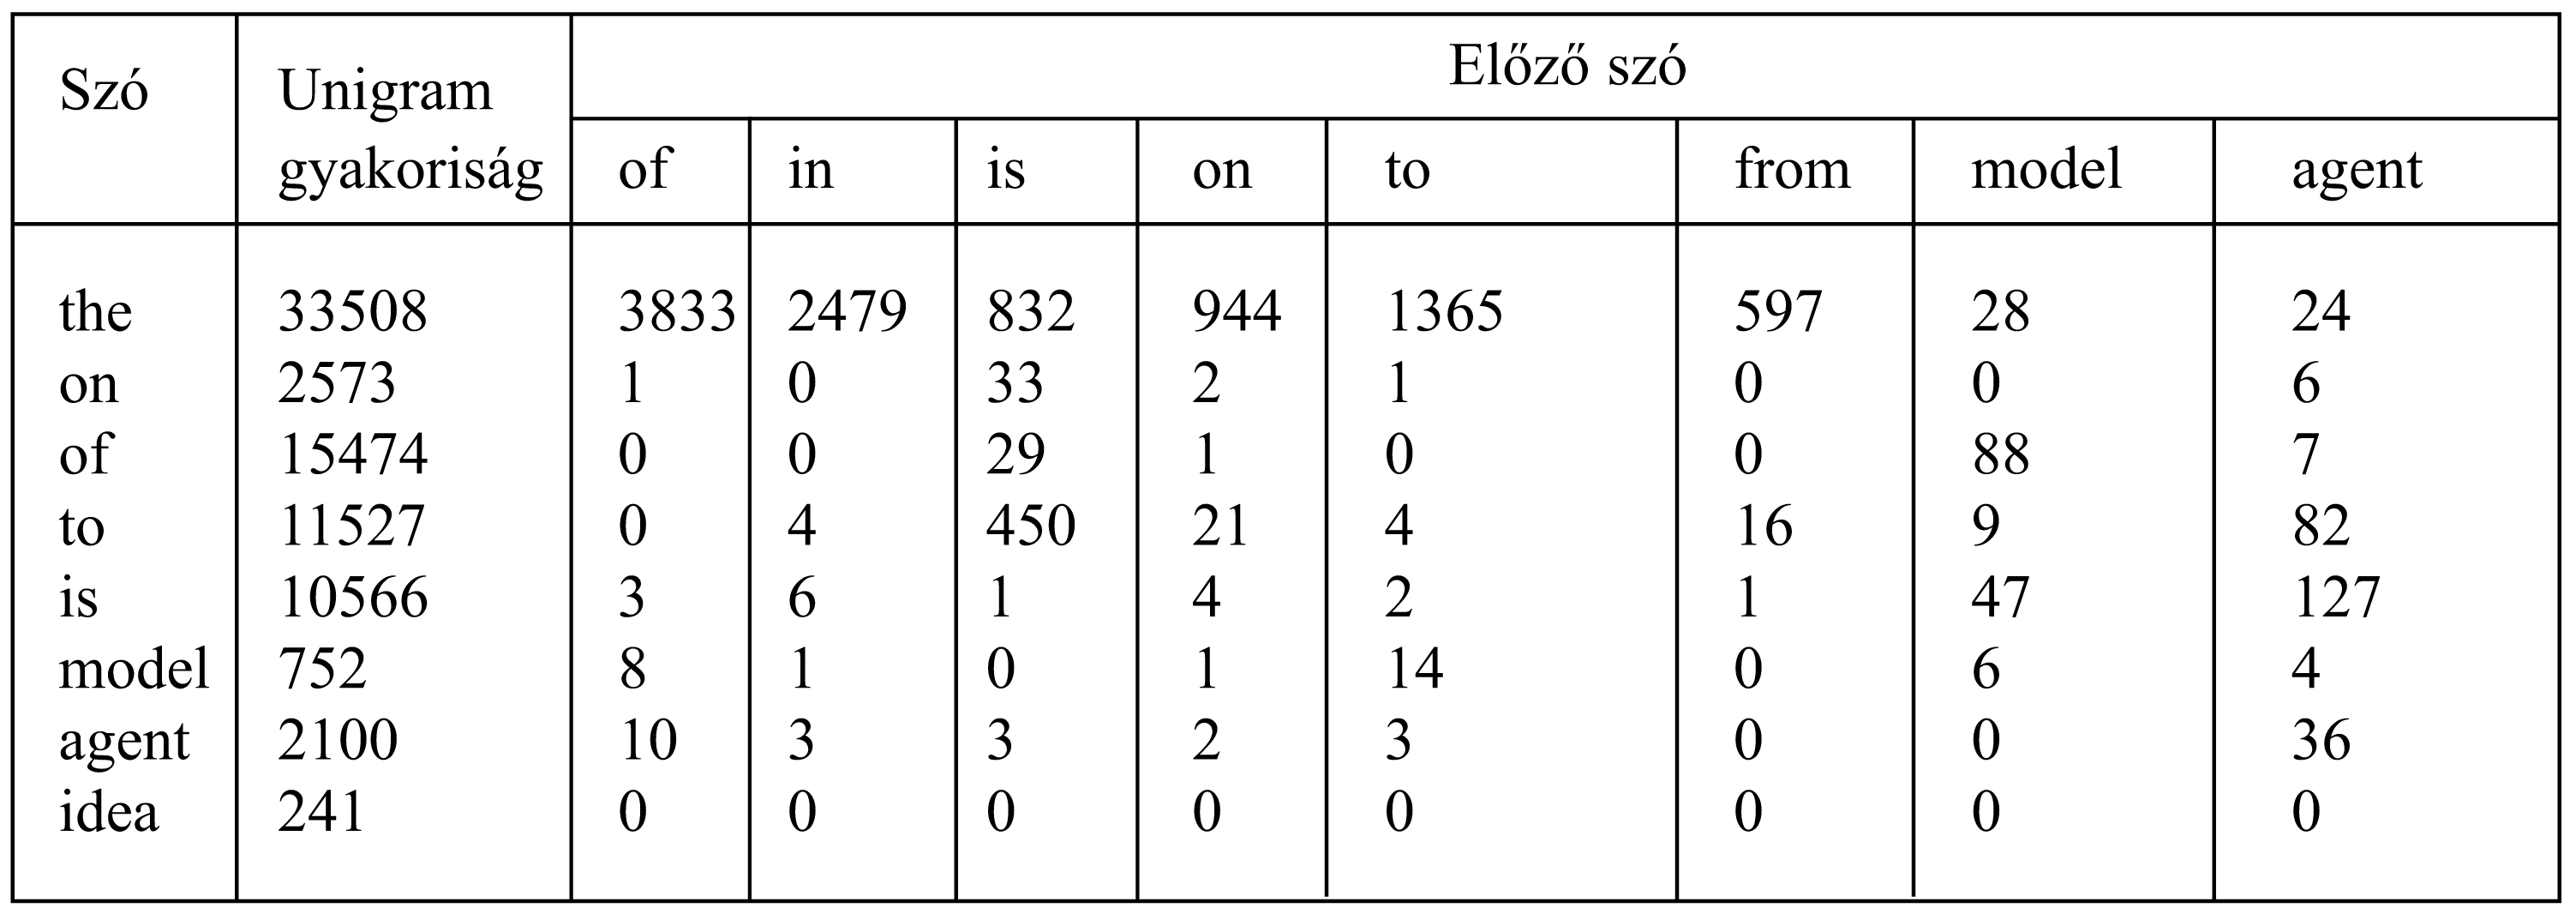 Szó Unigram gyakoriság Előző szó
of in is on to from model agent
the 33508 3833 2479 832 944 1365 597 28 24
on 2573 1 0 33 2 1 0 0 6
of 15474 0 0 29 1 0 0 88 7
to 11527 0 4 450 21 4 16 9 82
is 10566 3 6 1 4 2 1 47 127
model 752 8 1 0 1 14 0 6 4
agent 2100 10 3 3 2 3 0 0 36
idea 241 0 0 0 0 0 0 0 0